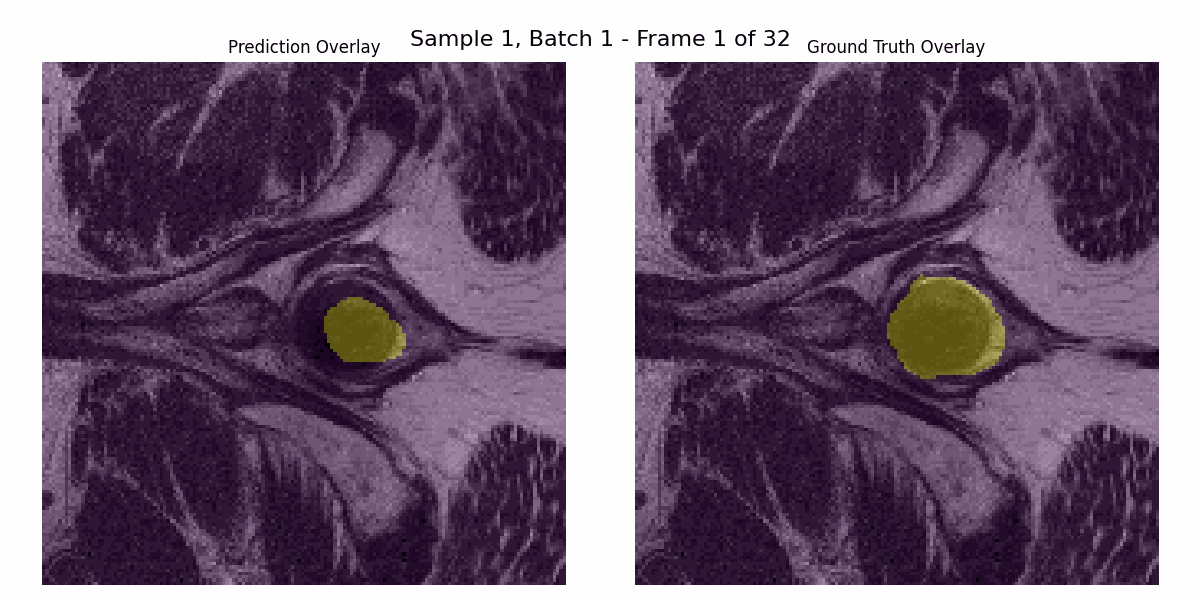 Sample 1, Batch 1 - Frame 1 of 32
Prediction Overlay
Ground Truth Overlay